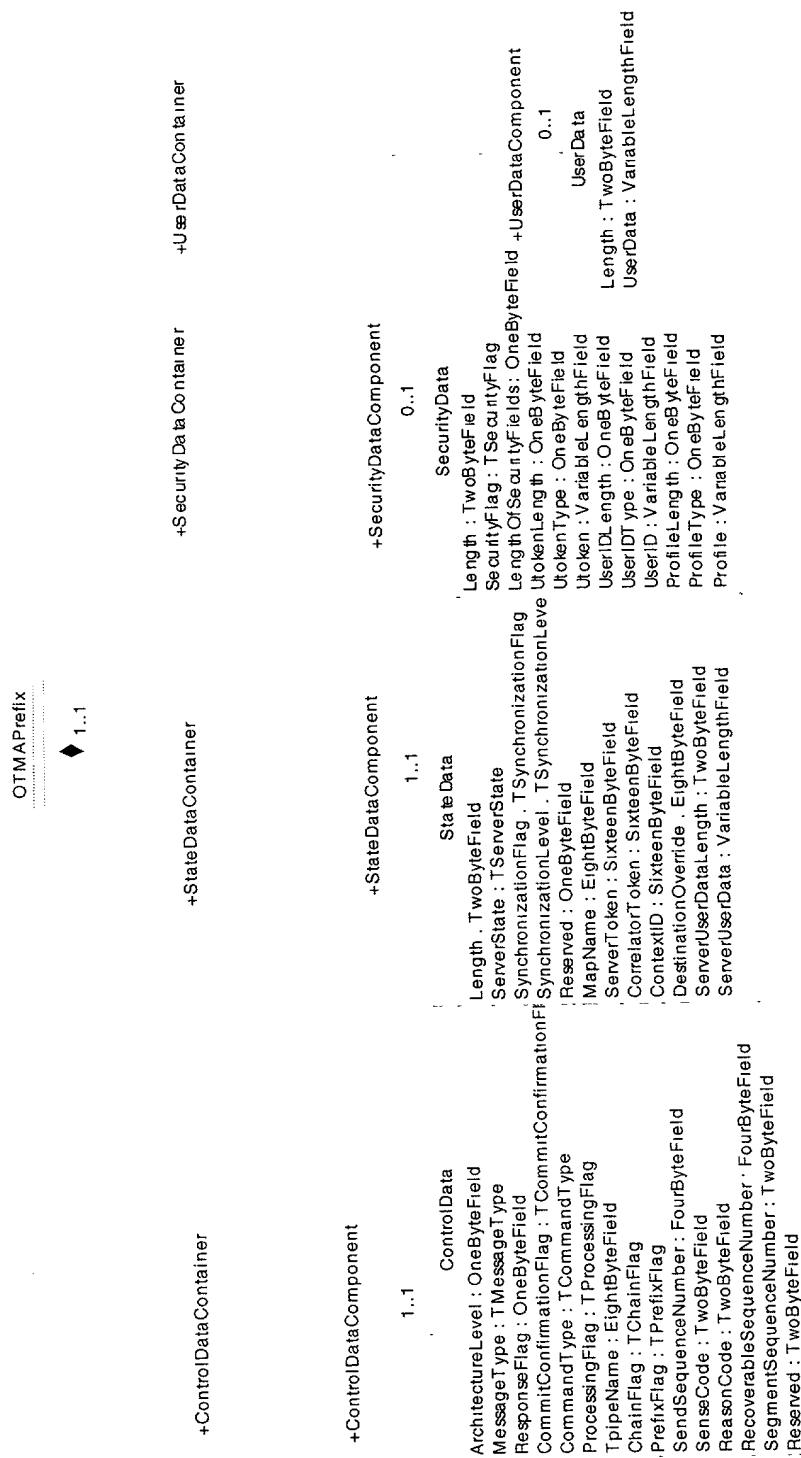 OTMAPrefix
1..1
+ControlDataContainer
+StateDataContainer
+SecurityDataContainer
+UserDataContainer
+ControlDataComponent
+StateDataComponent
+SecurityDataComponent
1..1
1..1
0..1
ControlData
ArchitectureLevel : OneByteField
MessageType : TMessageType
ResponseFlag : OneByteField
CommitConfirmationFlag : TCommitConfirmationFl
CommandType : TCommandType
ProcessingFlag : TProcessingFlag
TpipeName : EightByteField
ChainFlag : TChainFlag
PrefixFlag : TPrefixFlag
SendSequenceNumber : FourByteField
SenseCode : TwoByteField
ReasonCode : TwoByteField
RecoverableSequenceNumber : FourByteField
SegmentSequenceNumber : TwoByteField
Reserved : TwoByteField
StateData
Length . TwoByteField
ServerState : TServerState
SynchronizationFlag . TSynchronizationFlag
SynchronizationLevel . TSynchronizationLeve
Reserved : OneByteField
MapName : EightByteField
ServerToken : SixteenByteField
CorrelatorToken : SixteenByteField
ContextID : SixteenByteField
DestinationOverride . EightByteField
ServerUserDataLength : TwoByteField
ServerUserData : VariableLengthField
SecurityData
Length : TwoByteField
SecurityFlag : TSecurityFlag
LengthOfSecurityFields: OneByteField
UtokenLength : OneByteField
UtokenType : OneByteField
Utoken : VariableLengthField
UserIDLength : OneByteField
UserIDType : OneByteField
UserID : VariableLengthField
ProfileLength : OneByteField
ProfileType : OneByteField
Profile : VariableLengthField
+UserDataComponent
0..1
UserData
Length : TwoByteField
UserData : VariableLengthField